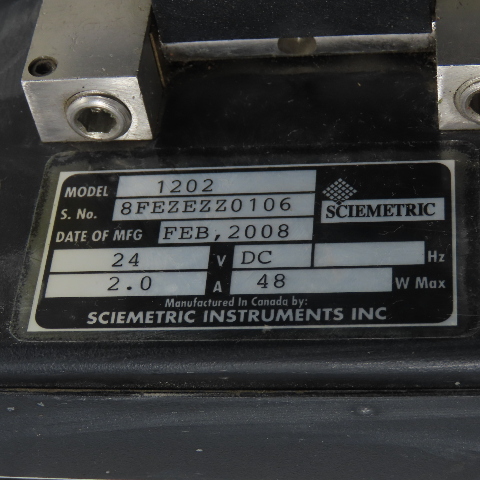 MODEL 1202
S. No. 8FEZEZZ0106
SCIEMETRIC
DATE OF MFG FEB, 2008
24 V DC Hz
2.0 A 48 W Max
Manufactured In Canada by:
SCIEMETRIC INSTRUMENTS INC